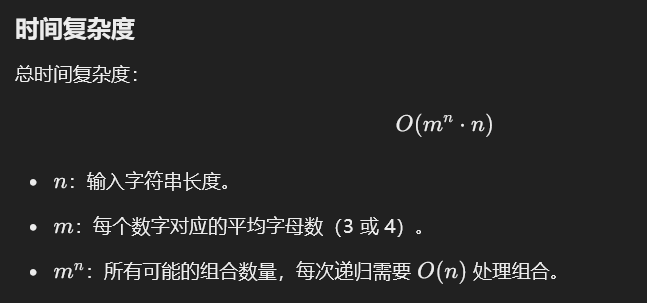 时间复杂度
总时间复杂度：
O(mⁿ · n)
• n：输入字符串长度。
• m：每个数字对应的平均字母数（3 或 4）。
• mⁿ：所有可能的组合数量，每次递归需要 O(n) 处理组合。